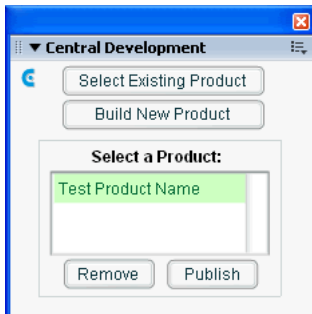 Central Development
Select Existing Product
Build New Product
Select a Product:
Test Product Name
Remove Publish